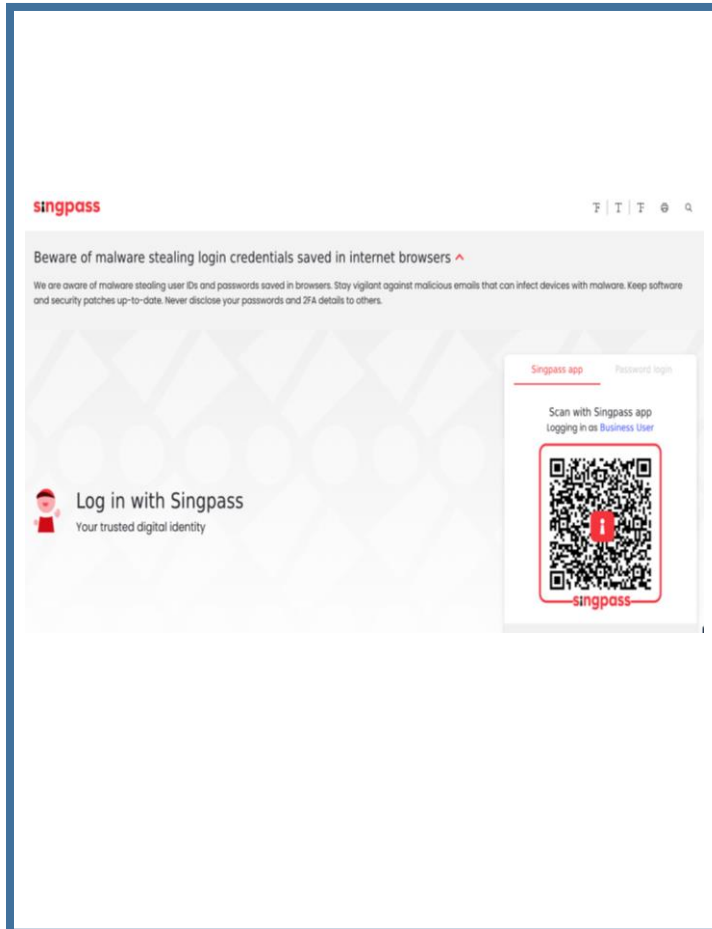 singpass
T | T | T
Beware of malware stealing login credentials saved in internet browsers
We are aware of malware stealing user IDs and passwords saved in browsers. Stay vigilant against malicious emails that can infect devices with malware. Keep software
and security patches up-to-date. Never disclose your passwords and 2FA details to others.
Singpass app Password login
Scan with Singpass app
Logging in as Business User
Log in with Singpass
Your trusted digital identity
singpass